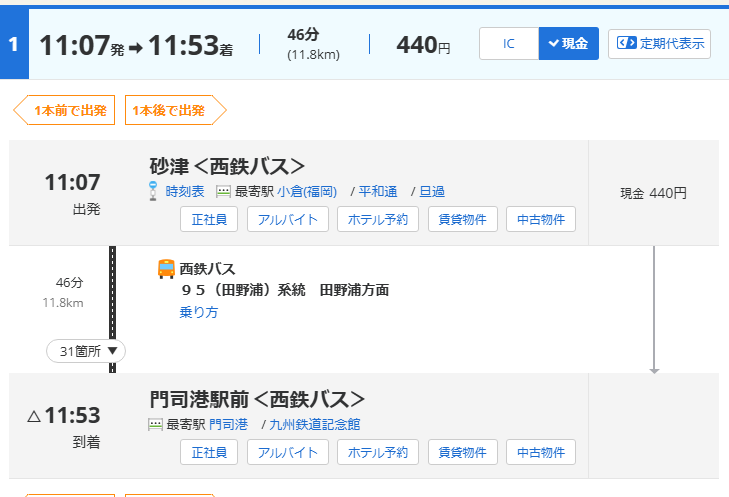 1 11:07発 ➡ 11:53着 46分 (11.8km) 440円 IC 現金 定期代表示
1本前で出発 1本後で出発
11:07 出発
砂津<西鉄バス>
時刻表 最寄駅 小倉(福岡) / 平和通 / 旦過
正社員 アルバイト ホテル予約 賃貸物件 中古物件
現金 440円
46分
11.8km
西鉄バス
95（田野浦）系統 田野浦方面
乗り方
31箇所 ▼
△11:53 到着
門司港駅前<西鉄バス>
最寄駅 門司港 / 九州鉄道記念館
正社員 アルバイト ホテル予約 賃貸物件 中古物件